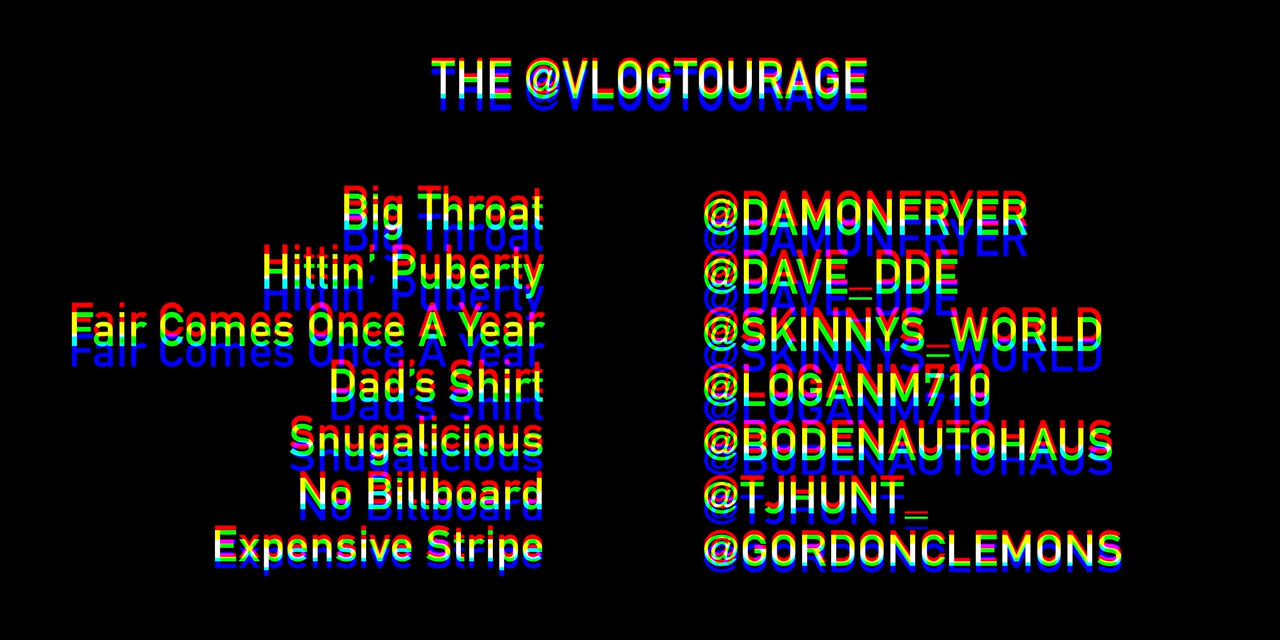 THE @VLOGTOURAGE
Big Throat @DAMONFRYER
Hittin' Puberty @DAVE_DDE
Fair Comes Once A Year @SKINNYS_WORLD
Dad's Shirt @LOGANM710
Snugalicious @BODENAUTOHAUS
No Billboard @TJHUNT_
Expensive Stripe @GORDONCLEMONS